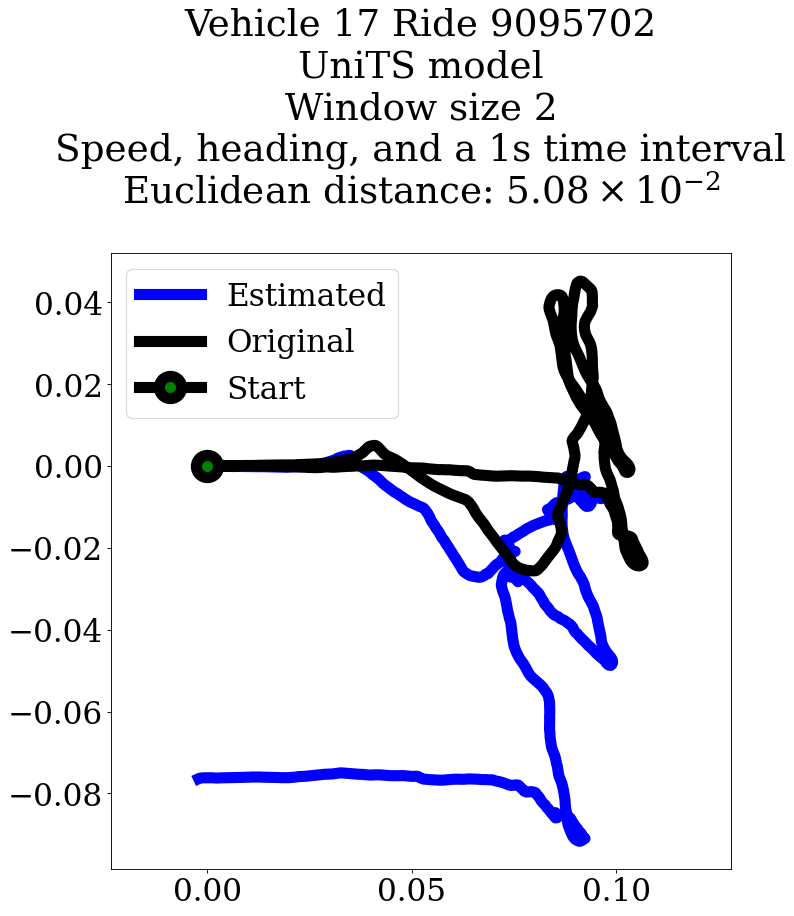 Vehicle 17 Ride 9095702
UniTS model
Window size 2
Speed, heading, and a 1s time interval
Euclidean distance: 5.08 × 10⁻²
Estimated
Original
Start
0.04
0.02
0.00
−0.02
−0.04
−0.06
−0.08
0.00 0.05 0.10